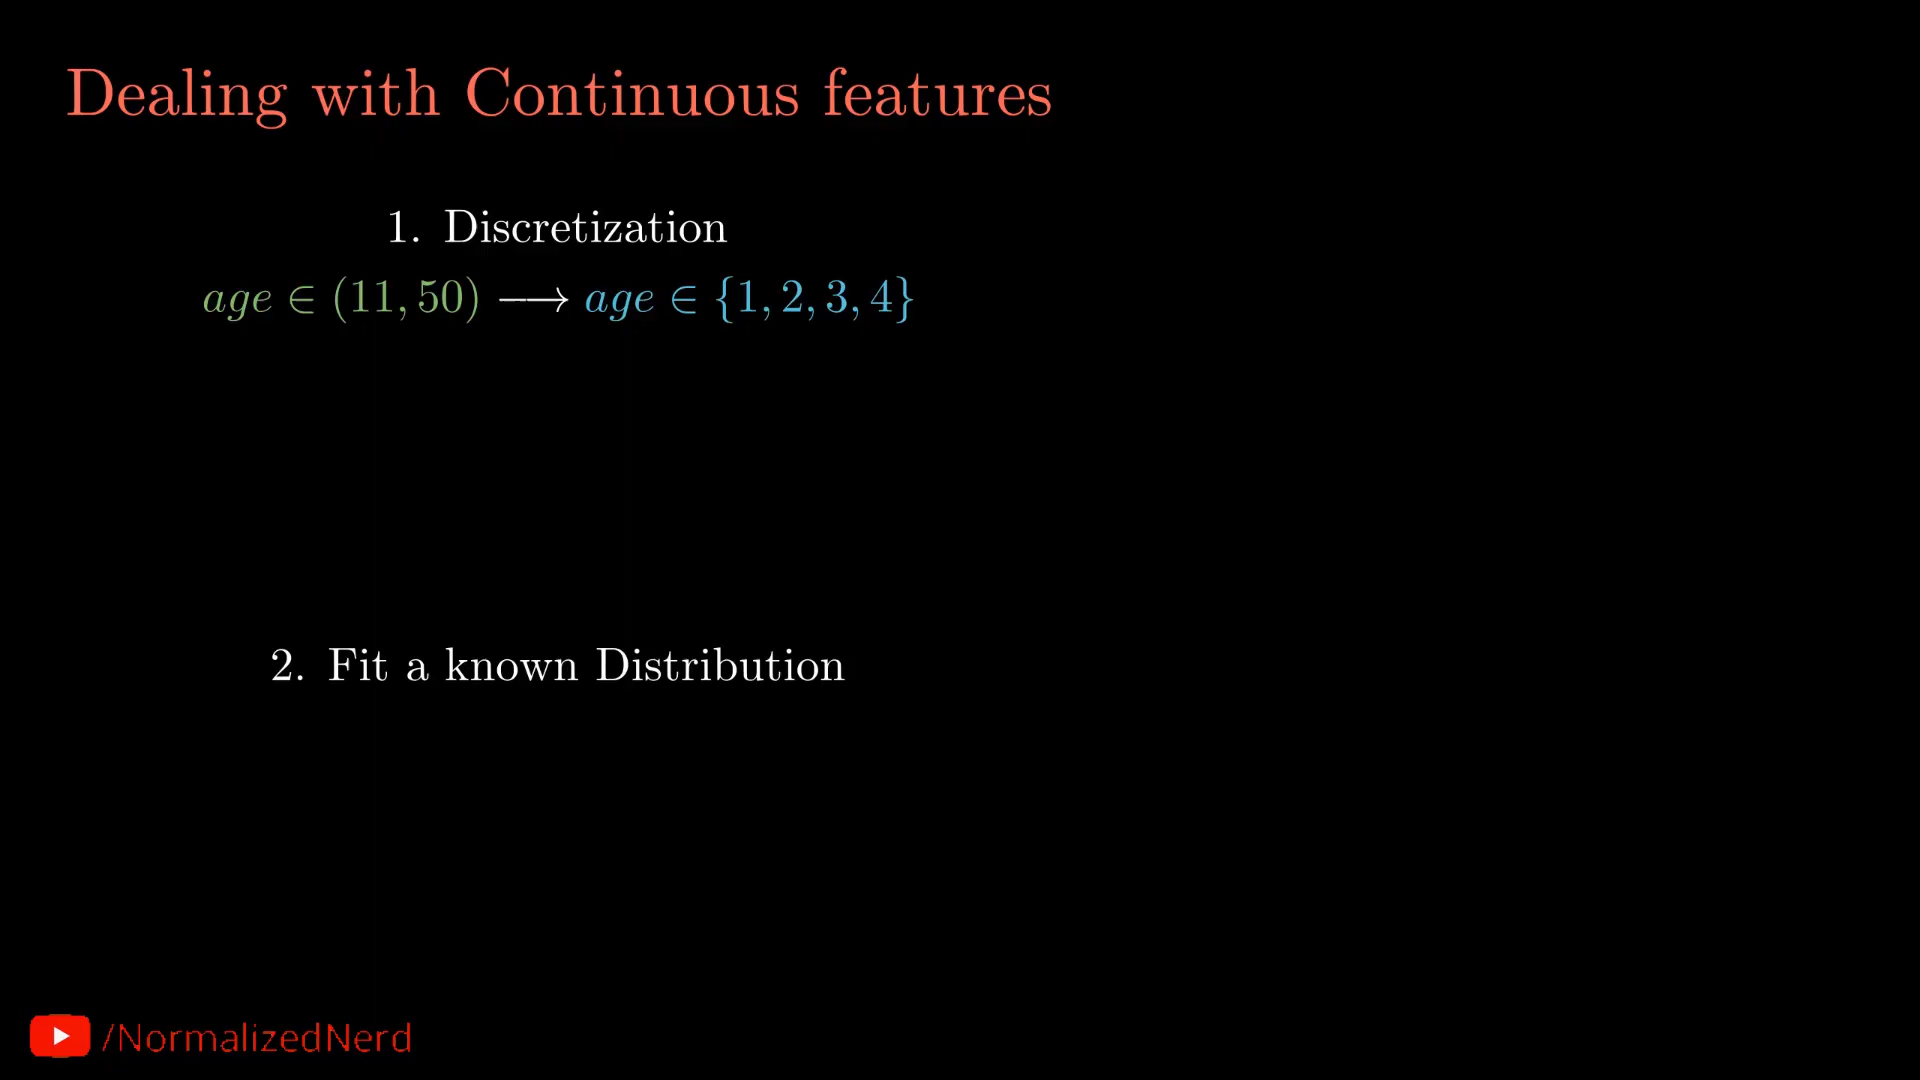 Dealing with Continuous features
1. Discretization
age ∈ (11, 50) ⟶ age ∈ {1, 2, 3, 4}
2. Fit a known Distribution
/NormalizedNerd